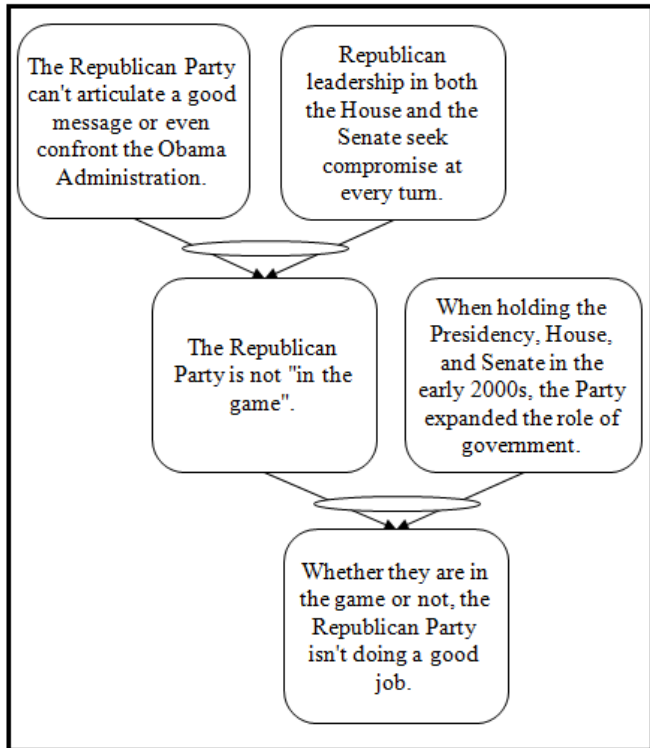 The Republican Party
can't articulate a good
message or even
confront the Obama
Administration.
Republican
leadership in both
the House and the
Senate seek
compromise at
every turn.
The Republican
Party is not "in the
game".
When holding the
Presidency, House,
and Senate in the
early 2000s, the Party
expanded the role of
government.
Whether they are in
the game or not, the
Republican Party
isn't doing a good
job.